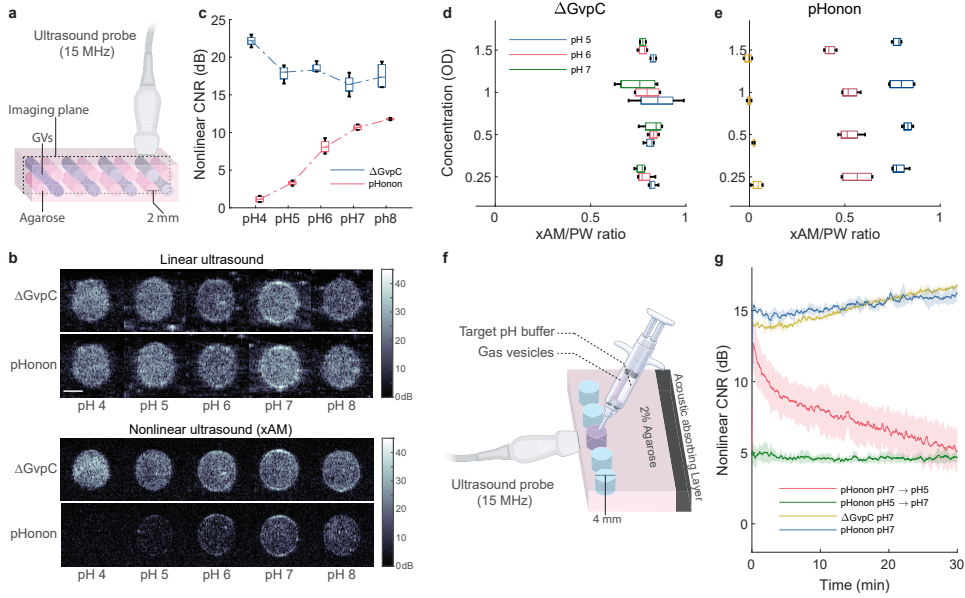 a
Ultrasound probe
(15 MHz)
Imaging plane
GVs
Agarose
2 mm
c
Nonlinear CNR (dB)
25
20
15
10
5
0
ΔGvpC
pHonon
pH4 pH5 pH6 pH7 ph8
d
ΔGvpC
Concentration (OD)
1.5
1
0.5
0.25
pH 5
pH 6
pH 7
0 0.5 1
xAM/PW ratio
e
pHonon
1.5
1
0.5
0.25
0 0.5 1
xAM/PW ratio
b
Linear ultrasound
ΔGvpC
pHonon
pH 4 pH 5 pH 6 pH 7 pH 8
40
30
20
10
0dB
Nonlinear ultrasound (xAM)
ΔGvpC
pHonon
pH 4 pH 5 pH 6 pH 7 pH 8
40
30
20
10
0dB
f
Target pH buffer
Gas vesicles
Ultrasound probe
(15 MHz)
2% Agarose
Acoustic absorbing Layer
4 mm
g
Nonlinear CNR (dB)
15
10
5
0
pHonon pH7 → pH5
pHonon pH5 → pH7
ΔGvpC pH7
pHonon pH7
0 10 20 30
Time (min)